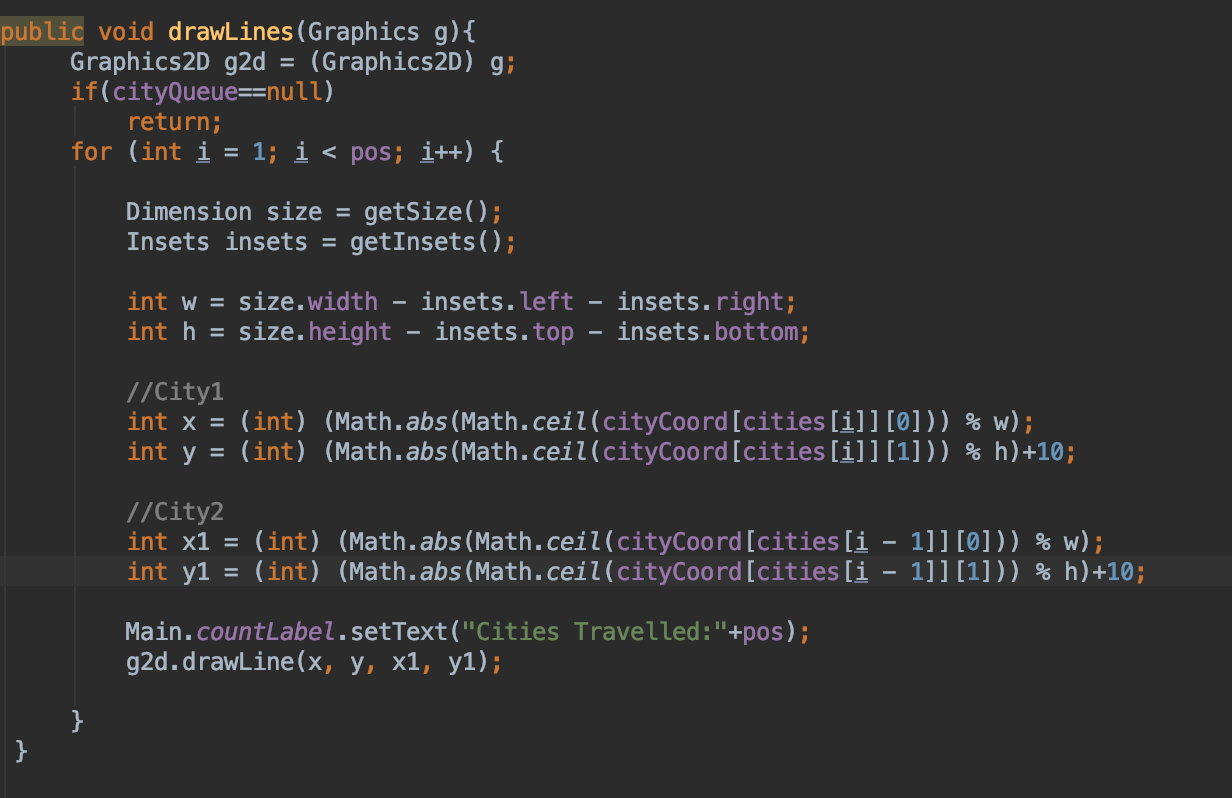 public void drawLines(Graphics g){
    Graphics2D g2d = (Graphics2D) g;
    if(cityQueue==null)
        return;
    for (int i = 1; i < pos; i++) {
        Dimension size = getSize();
        Insets insets = getInsets();
        int w = size.width - insets.left - insets.right;
        int h = size.height - insets.top - insets.bottom;
        //City1
        int x = (int) (Math.abs(Math.ceil(cityCoord[cities[i]][0])) % w);
        int y = (int) (Math.abs(Math.ceil(cityCoord[cities[i]][1])) % h)+10;
        //City2
        int x1 = (int) (Math.abs(Math.ceil(cityCoord[cities[i - 1]][0])) % w);
        int y1 = (int) (Math.abs(Math.ceil(cityCoord[cities[i - 1]][1])) % h)+10;
        Main.countLabel.setText("Cities Travelled:"+pos);
        g2d.drawLine(x, y, x1, y1);
    }
}